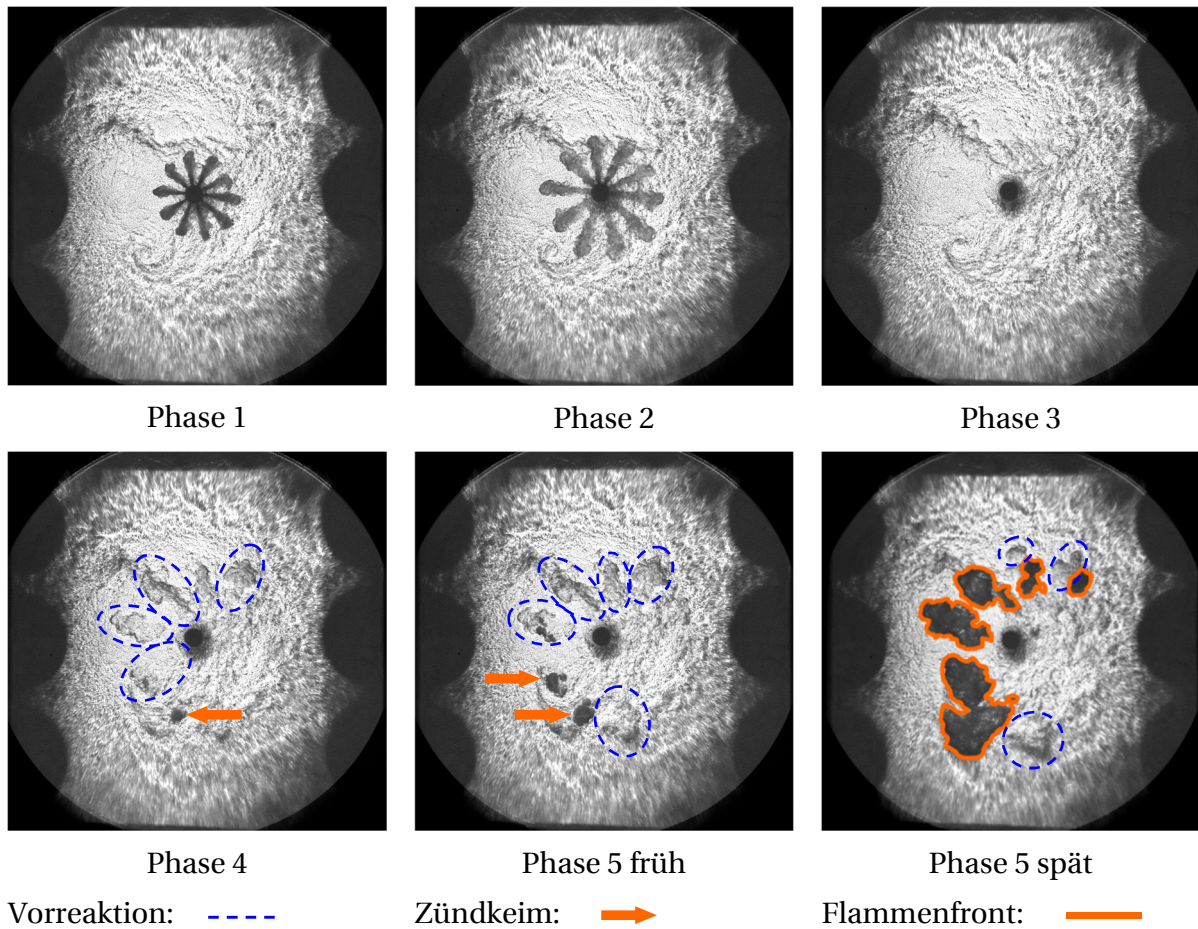 Phase 1
Phase 2
Phase 3
Phase 4
Phase 5 früh
Phase 5 spät
Vorreaktion:
Zündkeim:
Flammenfront: